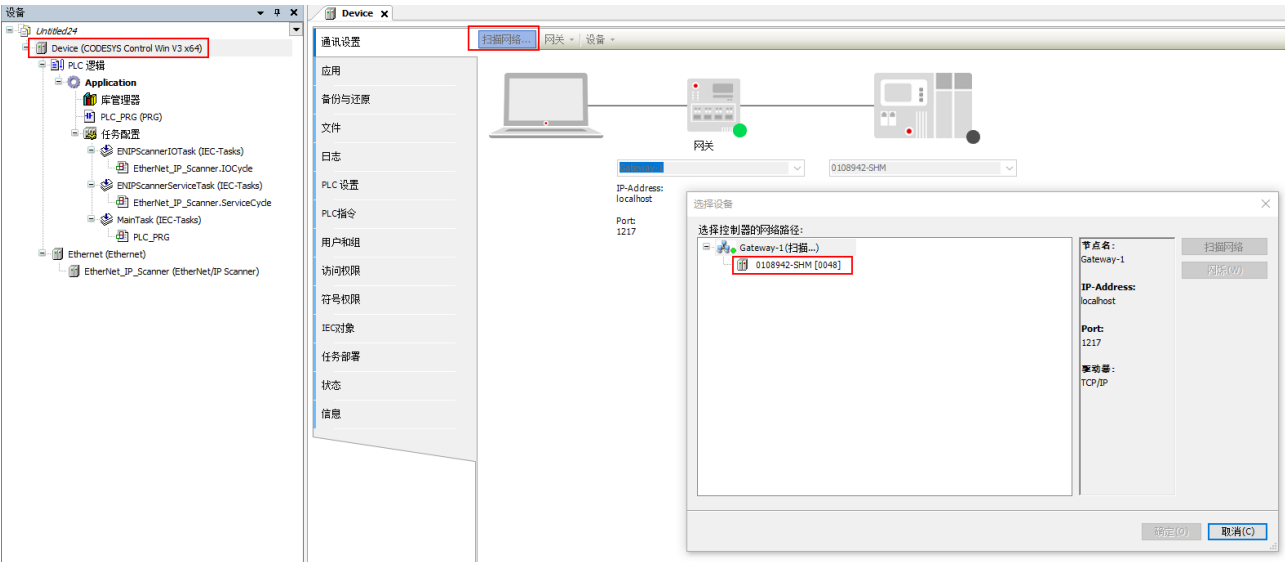 设备
Untitled24
Device (CODESYS Control Win V3 x64)
PLC 逻辑
Application
库管理器
PLC_PRG (PRG)
任务配置
ENIPScannerIOTask (IEC-Tasks)
EtherNet_IP_Scanner.IOCycle
ENIPScannerServiceTask (IEC-Tasks)
EtherNet_IP_Scanner.ServiceCycle
MainTask (IEC-Tasks)
PLC_PRG
Ethernet (Ethernet)
EtherNet_IP_Scanner (EtherNet/IP Scanner)
Device
通讯设置
应用
备份与还原
文件
日志
PLC 设置
PLC指令
用户和组
访问权限
符号权限
IEC对象
任务部署
状态
信息
扫描网络... 网关 设备
网关
Gateway-1
0108942-SHM
IP-Address:
localhost
Port:
1217
选择设备
选择控制器的网络路径:
Gateway-1(扫描...)
0108942-SHM [0048]
节点名:
Gateway-1
IP-Address:
localhost
Port:
1217
驱动器:
TCP/IP
扫描网络
闪烁(W)
确定(O)
取消(C)